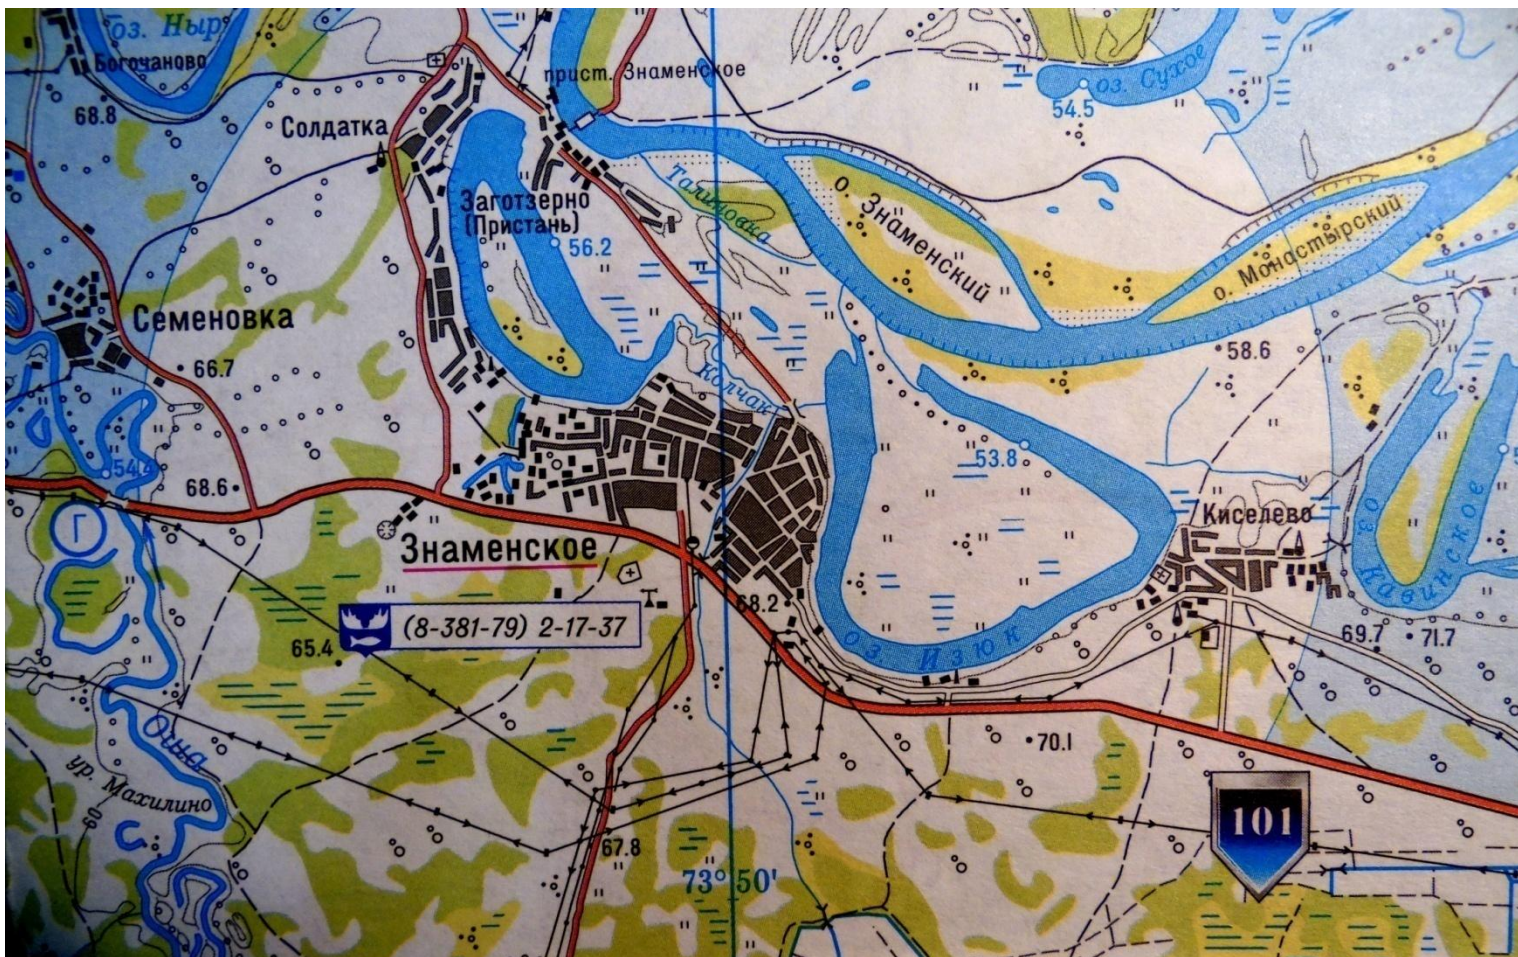 оз. Ныр
Богочаново
68.8
Солдатка
прист. Знаменское
оз. Сухое
54.5
Заготзерно
(Пристань)
56.2
Талиновка
о. Знаменский
о. Монастырский
Семеновка
66.7
Колчак
58.6
54.4
68.6
53.8
Киселево
Г
Знаменское
(8-381-79) 2-17-37
65.4
68.2
оз. Изюк
оз. Кавинское
69.7
71.7
Оша
ур. Махилино
60
70.1
67.8
73° 50'
101